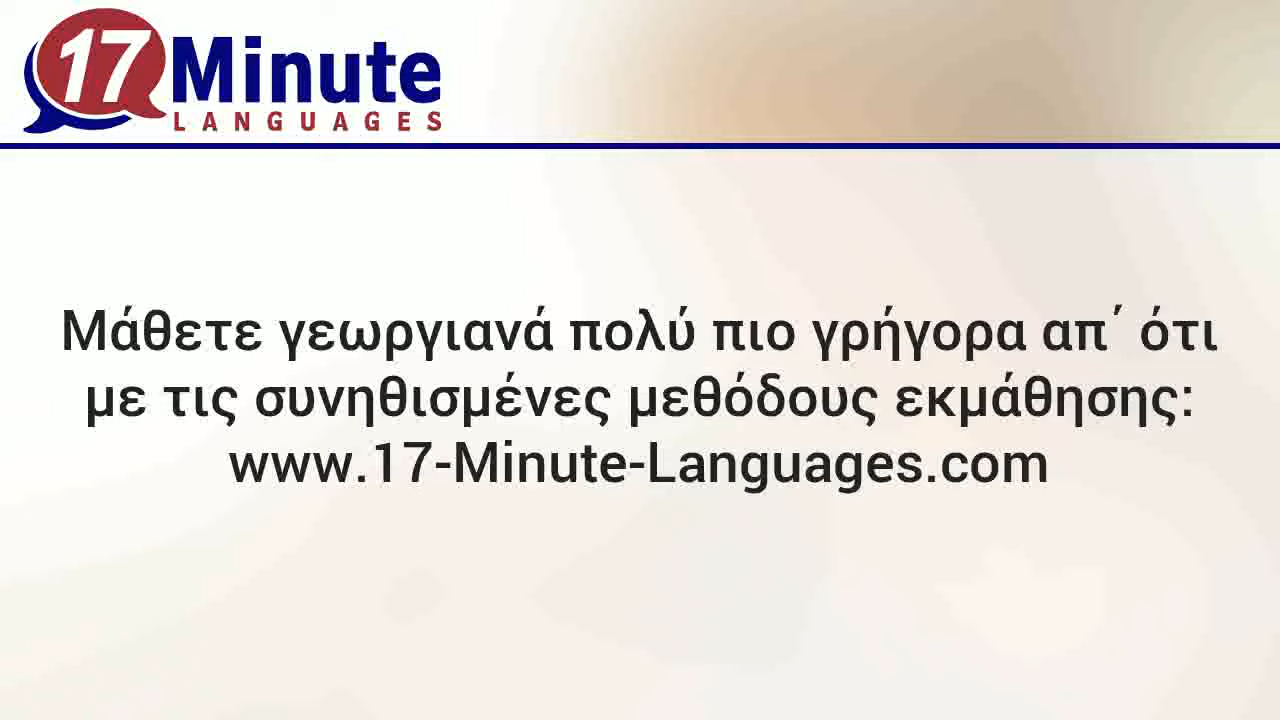 17 Minute
LANGUAGES
Μάθετε γεωργιανά πολύ πιο γρήγορα απ΄ ότι
με τις συνηθισμένες μεθόδους εκμάθησης:
www.17-Minute-Languages.com